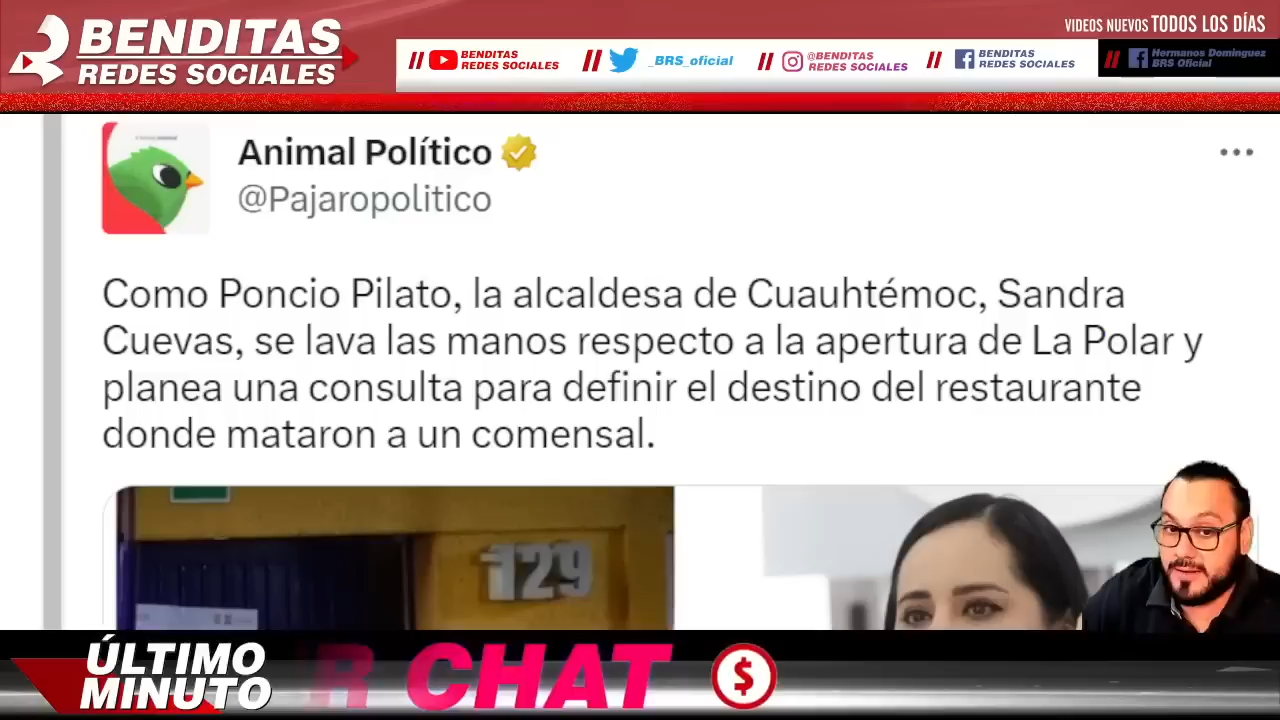 BENDITAS
REDES SOCIALES
VIDEOS NUEVOS TODOS LOS DÍAS
BENDITAS
REDES SOCIALES
_BRS_oficial
@BENDITAS
REDES SOCIALES
BENDITAS
REDES SOCIALES
Hermanos Dominguez
BRS Oficial
Animal Político
@Pajaropolitico
Como Poncio Pilato, la alcaldesa de Cuauhtémoc, Sandra
Cuevas, se lava las manos respecto a la apertura de La Polar y
planea una consulta para definir el destino del restaurante
donde mataron a un comensal.
129
ÚLTIMO
MINUTO
R CHAT
$